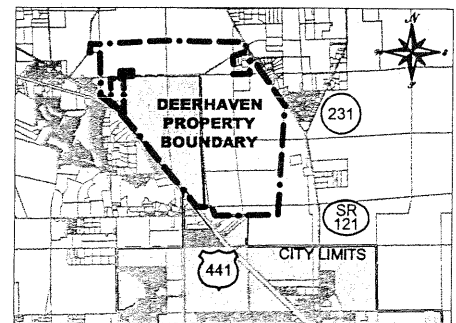 N
DEERHAVEN
PROPERTY
BOUNDARY
231
SR
121
CITY LIMITS
441